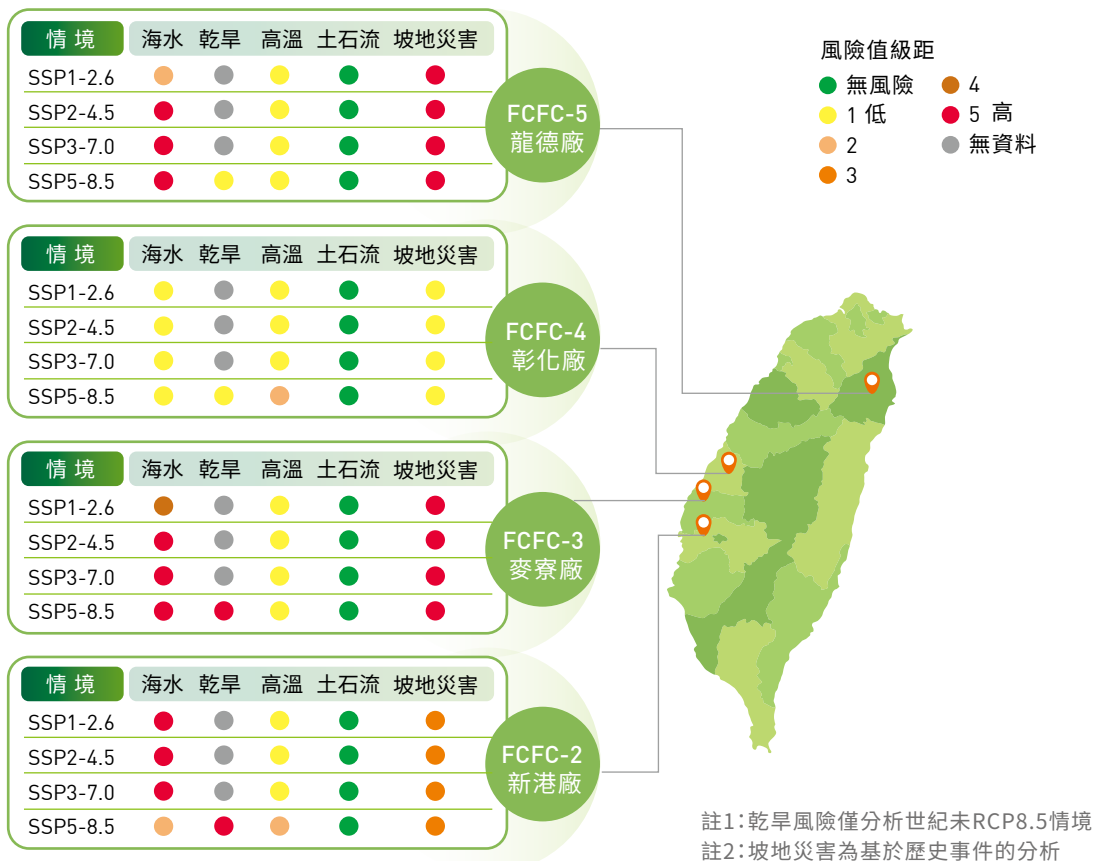 情境 海水 乾旱 高溫 土石流 坡地災害
SSP1-2.6
SSP2-4.5
SSP3-7.0
SSP5-8.5
FCFC-5
龍德廠
情境 海水 乾旱 高溫 土石流 坡地災害
SSP1-2.6
SSP2-4.5
SSP3-7.0
SSP5-8.5
FCFC-4
彰化廠
情境 海水 乾旱 高溫 土石流 坡地災害
SSP1-2.6
SSP2-4.5
SSP3-7.0
SSP5-8.5
FCFC-3
麥寮廠
情境 海水 乾旱 高溫 土石流 坡地災害
SSP1-2.6
SSP2-4.5
SSP3-7.0
SSP5-8.5
FCFC-2
新港廠
風險值級距
無風險 4
1 低 5 高
2 無資料
3
註1:乾旱風險僅分析世紀未RCP8.5情境
註2:坡地災害為基於歷史事件的分析